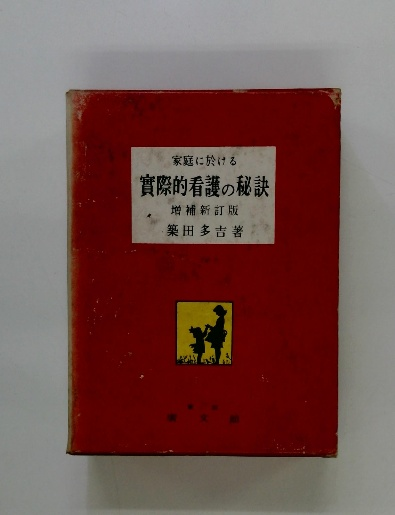 家庭に於ける
實際的看護の秘訣
増補新訂版
築田多吉著